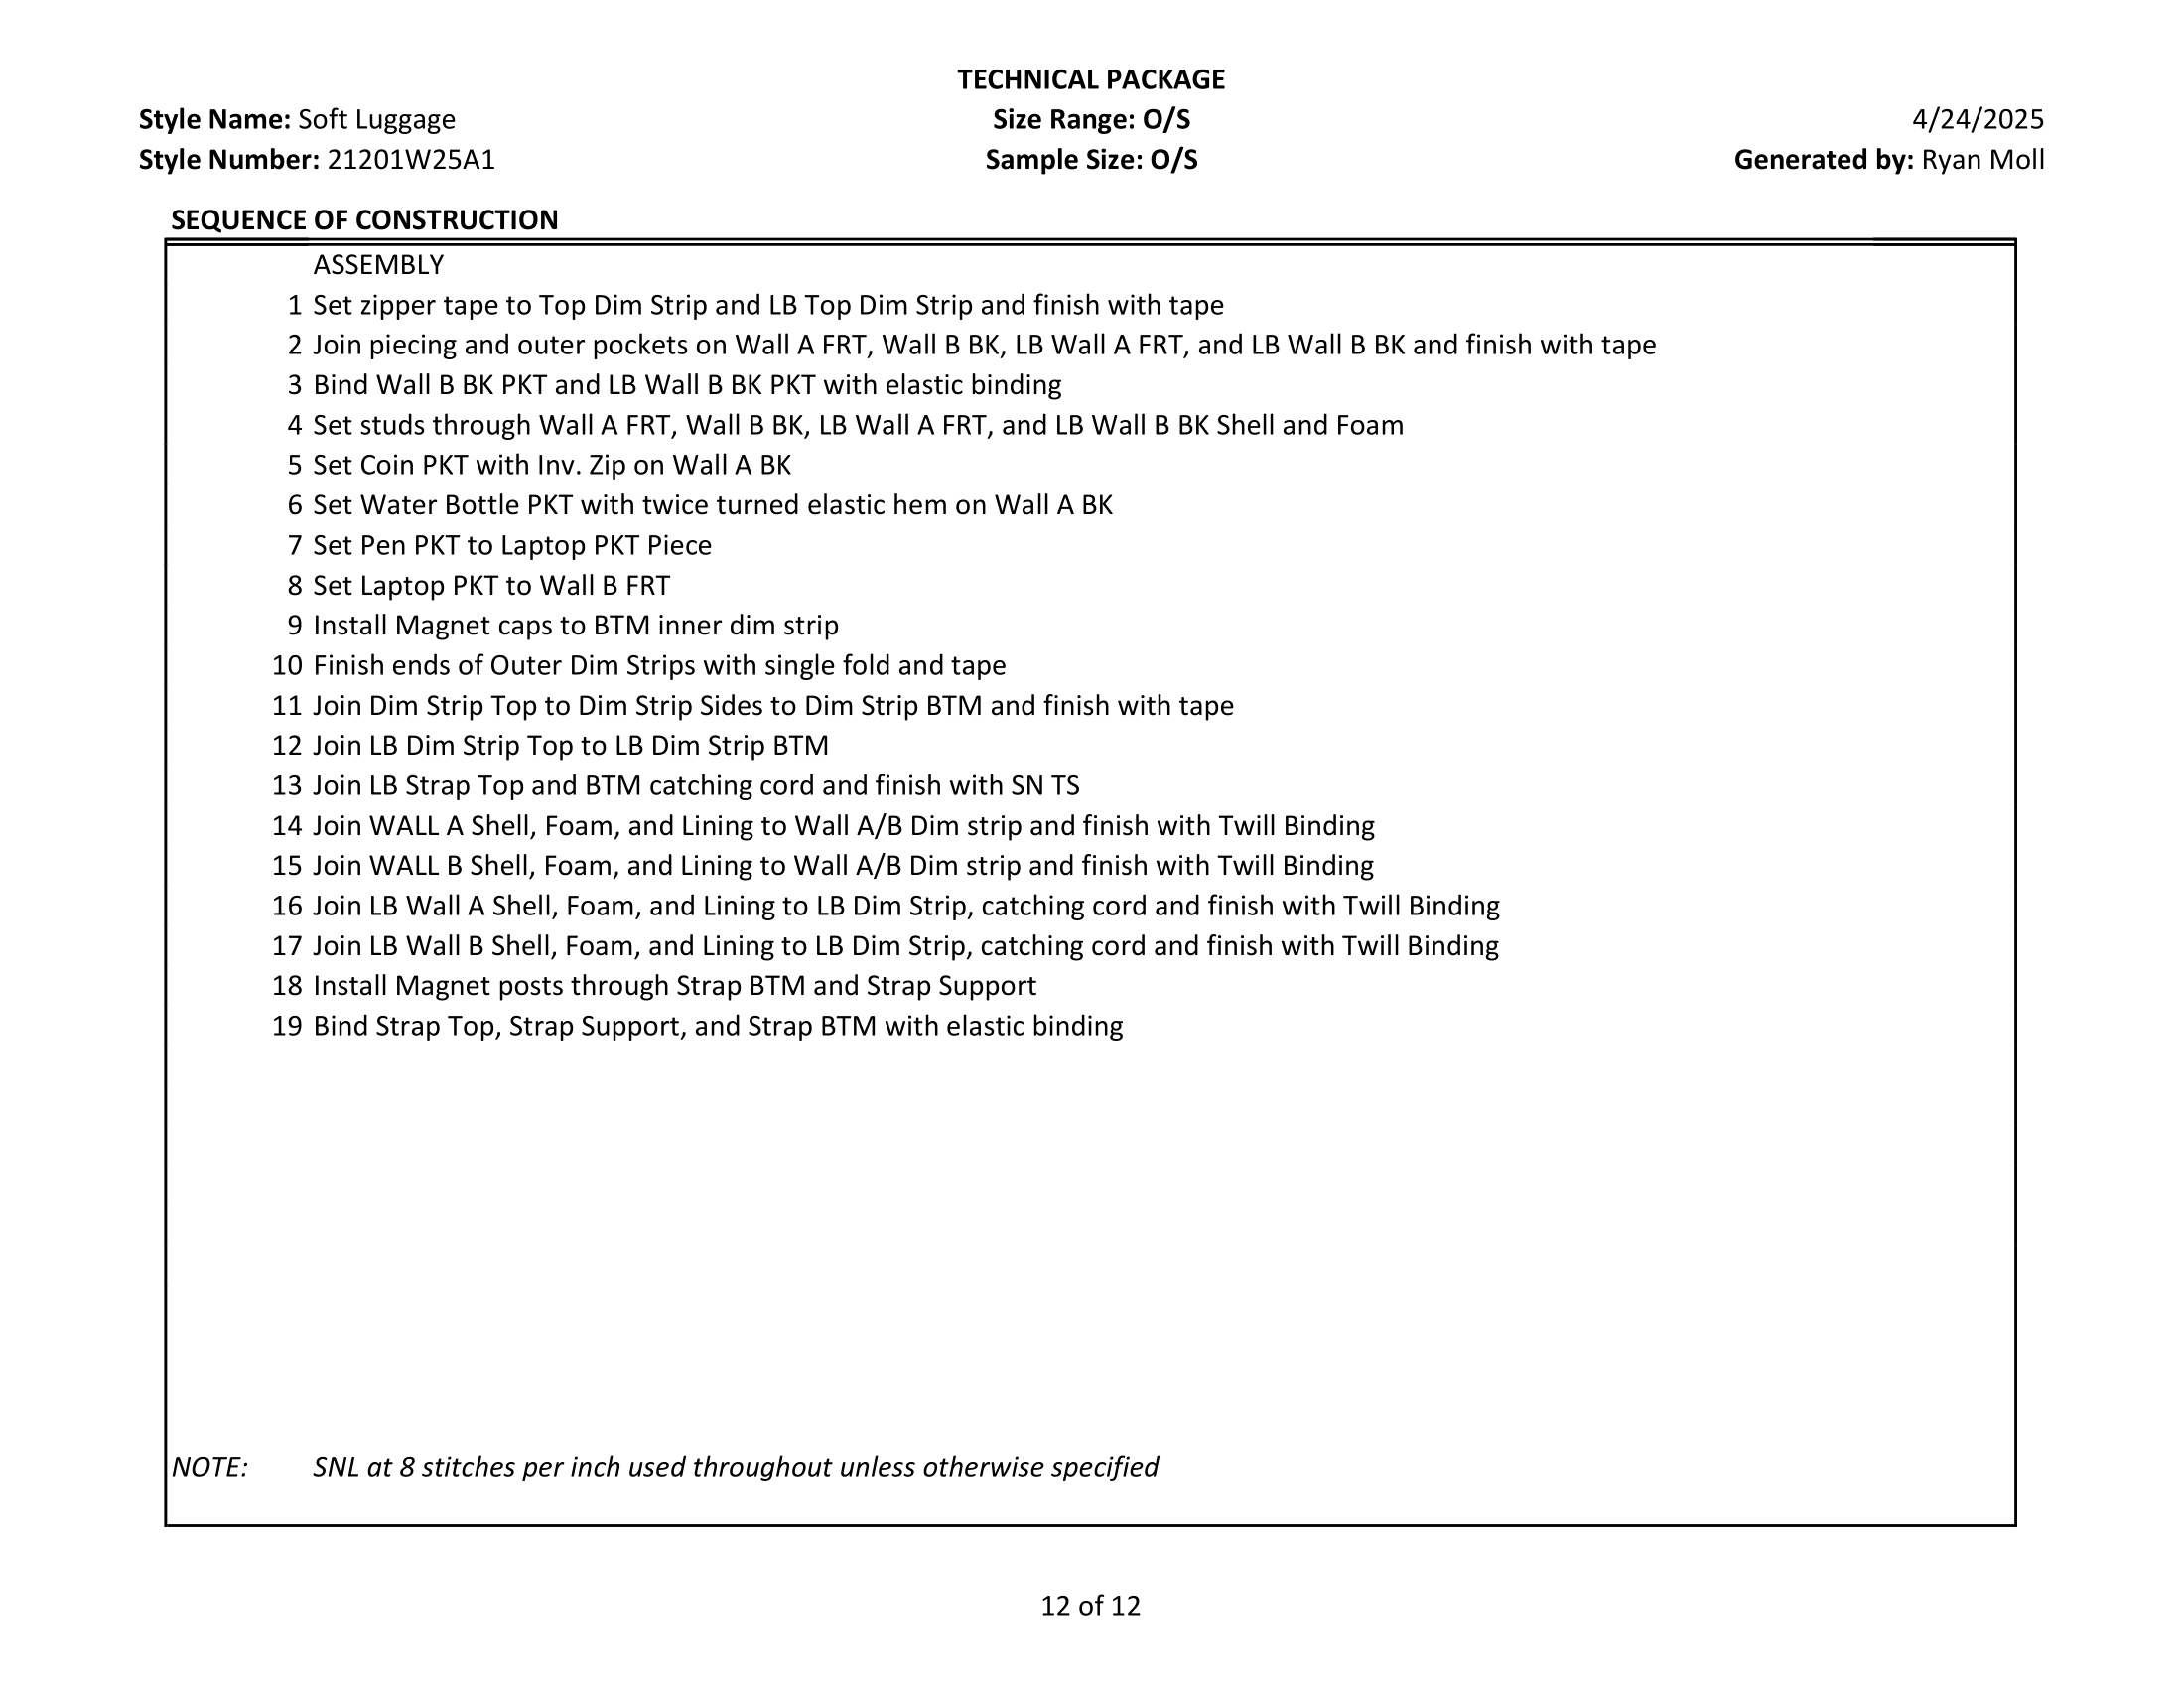 TECHNICAL PACKAGE
Style Name: Soft Luggage Size Range: O/S 4/24/2025
Style Number: 21201W25A1 Sample Size: O/S Generated by: Ryan Moll
SEQUENCE OF CONSTRUCTION
ASSEMBLY
1 Set zipper tape to Top Dim Strip and LB Top Dim Strip and finish with tape
2 Join piecing and outer pockets on Wall A FRT, Wall B BK, LB Wall A FRT, and LB Wall B BK and finish with tape
3 Bind Wall B BK PKT and LB Wall B BK PKT with elastic binding
4 Set studs through Wall A FRT, Wall B BK, LB Wall A FRT, and LB Wall B BK Shell and Foam
5 Set Coin PKT with Inv. Zip on Wall A BK
6 Set Water Bottle PKT with twice turned elastic hem on Wall A BK
7 Set Pen PKT to Laptop PKT Piece
8 Set Laptop PKT to Wall B FRT
9 Install Magnet caps to BTM inner dim strip
10 Finish ends of Outer Dim Strips with single fold and tape
11 Join Dim Strip Top to Dim Strip Sides to Dim Strip BTM and finish with tape
12 Join LB Dim Strip Top to LB Dim Strip BTM
13 Join LB Strap Top and BTM catching cord and finish with SN TS
14 Join WALL A Shell, Foam, and Lining to Wall A/B Dim strip and finish with Twill Binding
15 Join WALL B Shell, Foam, and Lining to Wall A/B Dim strip and finish with Twill Binding
16 Join LB Wall A Shell, Foam, and Lining to LB Dim Strip, catching cord and finish with Twill Binding
17 Join LB Wall B Shell, Foam, and Lining to LB Dim Strip, catching cord and finish with Twill Binding
18 Install Magnet posts through Strap BTM and Strap Support
19 Bind Strap Top, Strap Support, and Strap BTM with elastic binding
NOTE: SNL at 8 stitches per inch used throughout unless otherwise specified
12 of 12